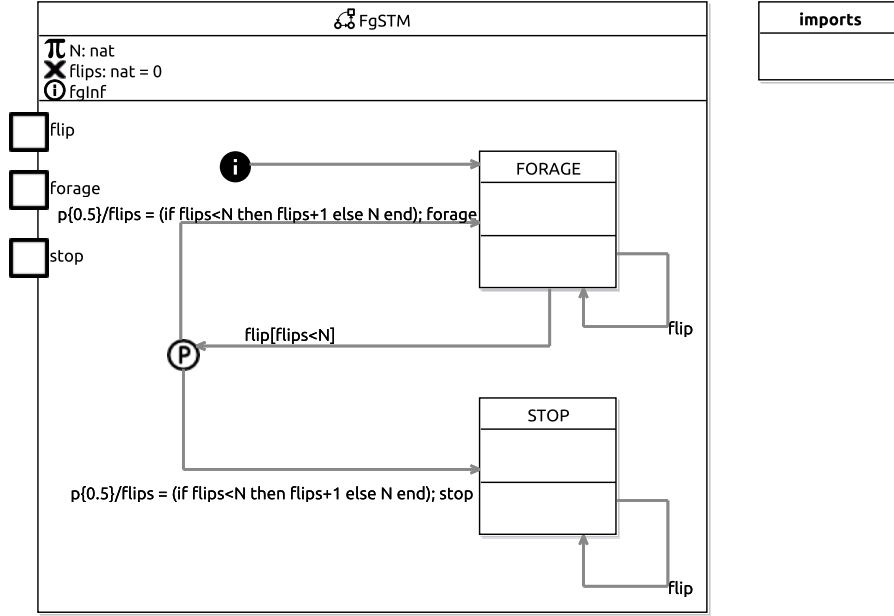 FgSTM
imports
π N: nat
flips: nat = 0
i fgInf
flip
i
FORAGE
forage
p{0.5}/flips = (if flips<N then flips+1 else N end); forage
stop
flip
flip[flips<N]
P
STOP
p{0.5}/flips = (if flips<N then flips+1 else N end); stop
flip